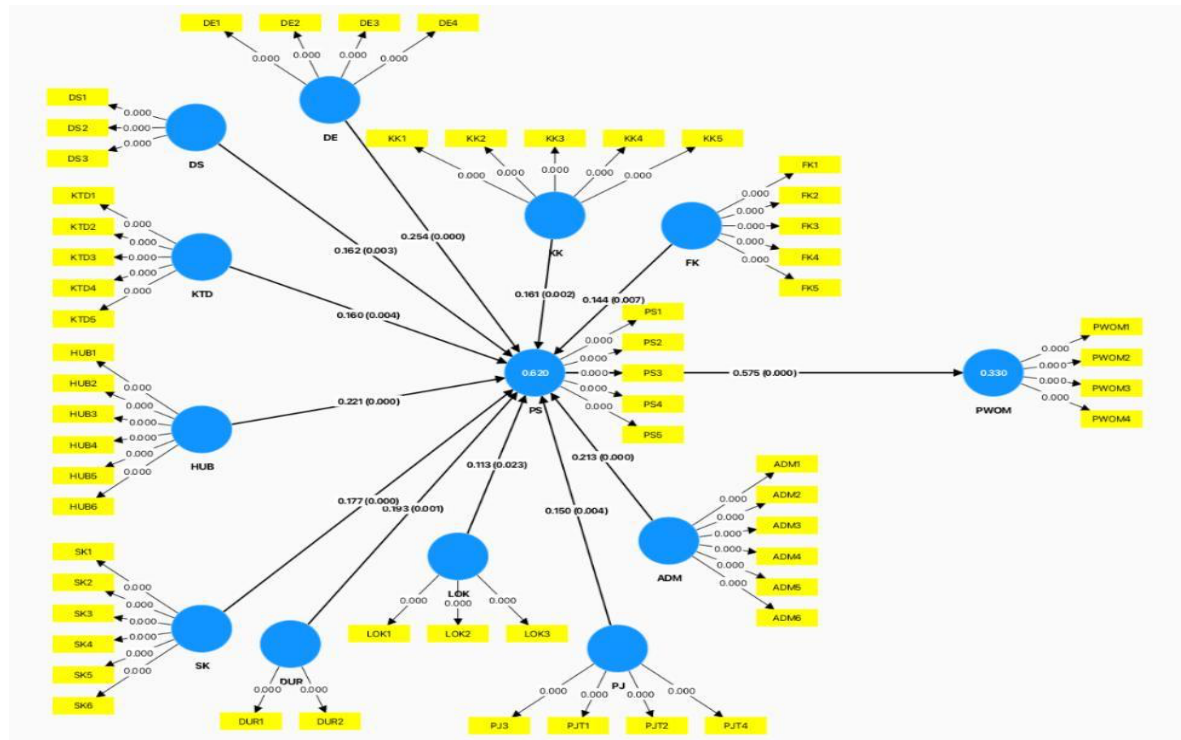 DE1 DE2 DE3 DE4
0.000 0.000 0.000 0.000
DE
DS1
DS2
DS3
0.000
0.000
0.000
DS
KK1 KK2 KK3 KK4 KK5
0.000 0.000 0.000 0.000 0.000
KK
FK1
FK2
FK3
FK4
FK5
0.000
0.000
0.000
0.000
0.000
FK
KTD1
KTD2
KTD3
KTD4
KTD5
0.000
0.000
0.000
0.000
0.000
KTD
0.254 (0.000)
0.162 (0.003)
0.161 (0.002)
0.144 (0.007)
0.160 (0.004)
HUB1
HUB2
HUB3
HUB4
HUB5
HUB6
0.000
0.000
0.000
0.000
0.000
0.000
HUB
0.221 (0.000)
0.620
PS
PS1
PS2
PS3
PS4
PS5
0.000
0.000
0.000
0.000
0.000
0.575 (0.000)
0.330
PWOM
PWOM1
PWOM2
PWOM3
PWOM4
0.000
0.000
0.000
0.000
0.113 (0.023)
0.213 (0.000)
0.177 (0.000)
0.193 (0.001)
0.150 (0.004)
ADM1
ADM2
ADM3
ADM4
ADM5
ADM6
0.000
0.000
0.000
0.000
0.000
0.000
ADM
SK1
SK2
SK3
SK4
SK5
SK6
0.000
0.000
0.000
0.000
0.000
0.000
SK
LOK
0.000 0.000 0.000
LOK1 LOK2 LOK3
DUR
0.000 0.000
DUR1 DUR2
PJ
0.000 0.000 0.000 0.000
PJ3 PJT1 PJT2 PJT4